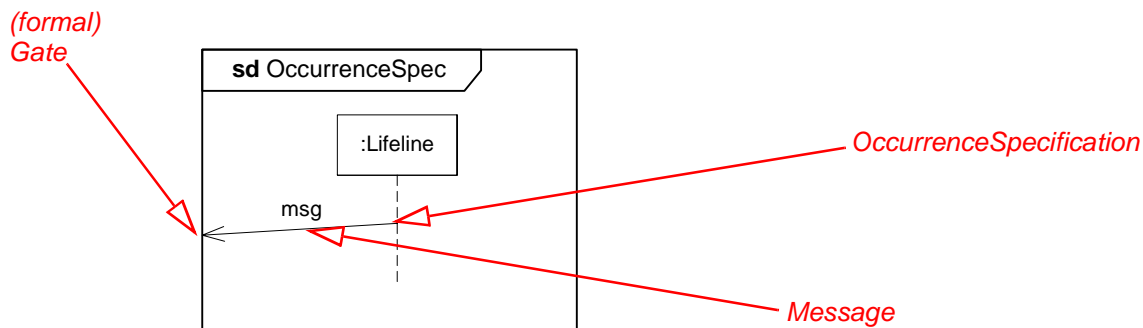 (formal)
Gate
sd OccurrenceSpec
:Lifeline
OccurrenceSpecification
msg
Message